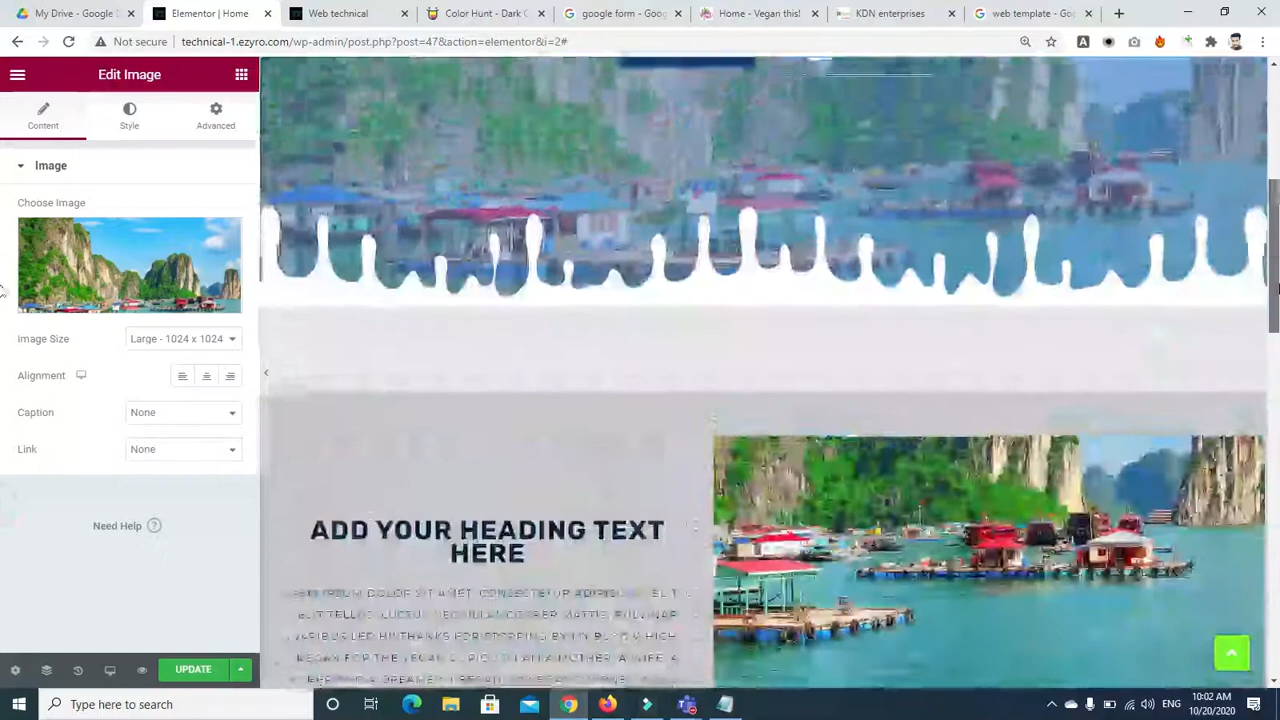 My Drive - Google D
Elementor | Home
Web technical
Color Hunt - Dark C
google form - Goog
Home - Vegan this!
KDN enterprises
web template - Go
Not secure
technical-1.ezyro.com/wp-admin/post.php?post=47&action=elementor&i=2#
Edit Image
Content
Style
Advanced
Image
Choose Image
Image Size
Large - 1024 x 1024
Alignment
Caption
None
Link
None
Need Help ?
UPDATE
ADD YOUR HEADING TEXT
HERE
Type here to search
ENG
10:02 AM
10/20/2020